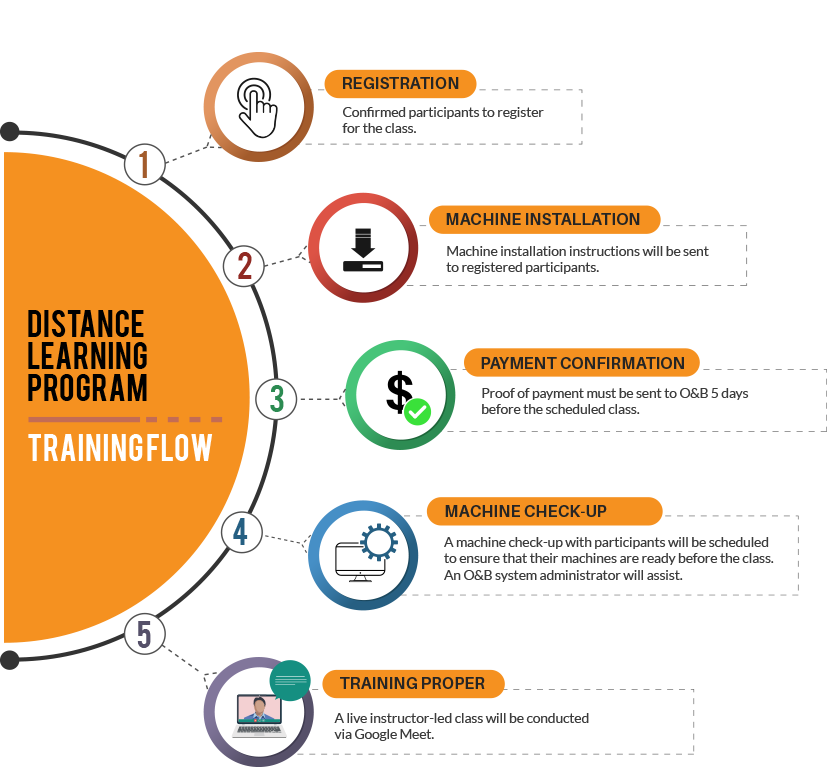 REGISTRATION
Confirmed participants to register
for the class.
1
MACHINE INSTALLATION
Machine installation instructions will be sent
to registered participants.
2
DISTANCE
LEARNING
PROGRAM
TRAINING FLOW
3
PAYMENT CONFIRMATION
$
Proof of payment must be sent to O&B 5 days
before the scheduled class.
4
MACHINE CHECK-UP
A machine check-up with participants will be scheduled
to ensure that their machines are ready before the class.
An O&B system administrator will assist.
5
TRAINING PROPER
A live instructor-led class will be conducted
via Google Meet.